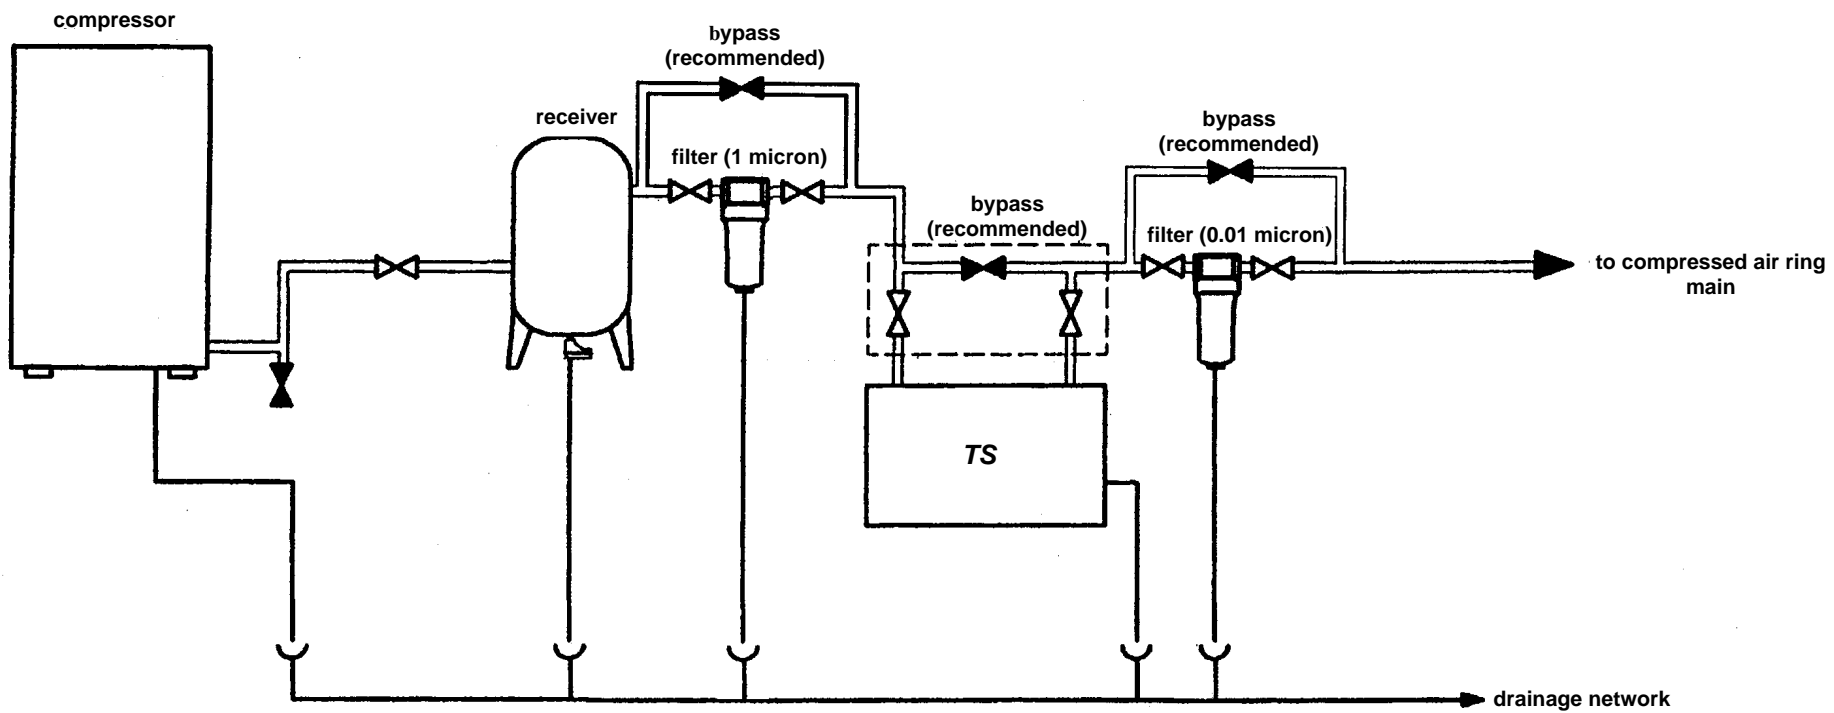 compressor
bypass
(recommended)
receiver
filter (1 micron)
bypass
(recommended)
bypass
(recommended)
filter (0.01 micron)
to compressed air ring
main
TS
drainage network